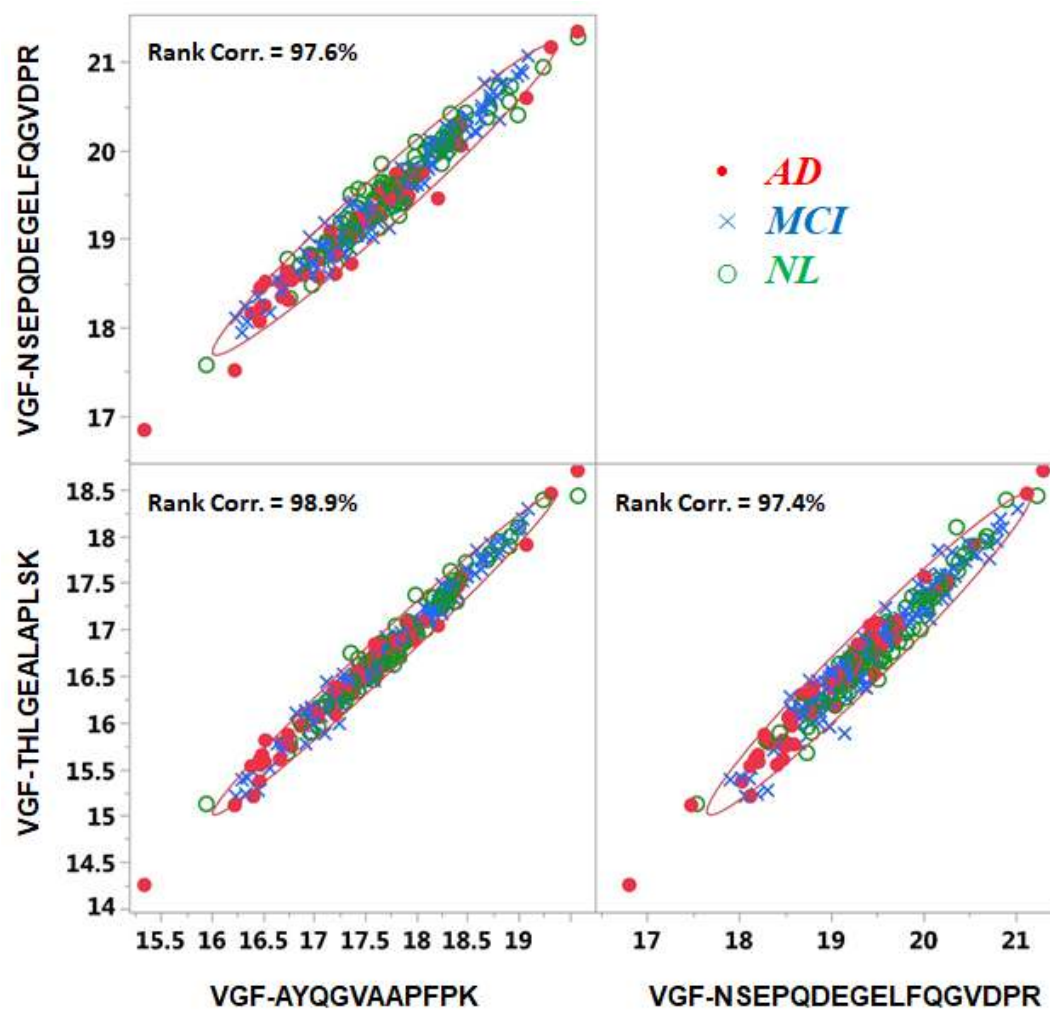 VGF-NSEPQDEGELFQGVDPR
21
20
19
18
17
Rank Corr. = 97.6%
AD
MCI
NL
VGF-THLGEALAPLSK
18.5
18
17.5
17
16.5
16
15.5
15
14.5
14
Rank Corr. = 98.9%
Rank Corr. = 97.4%
15.5 16 16.5 17 17.5 18 18.5 19
17 18 19 20 21
VGF-AYQGVAAPFPK
VGF-NSEPQDEGELFQGVDPR